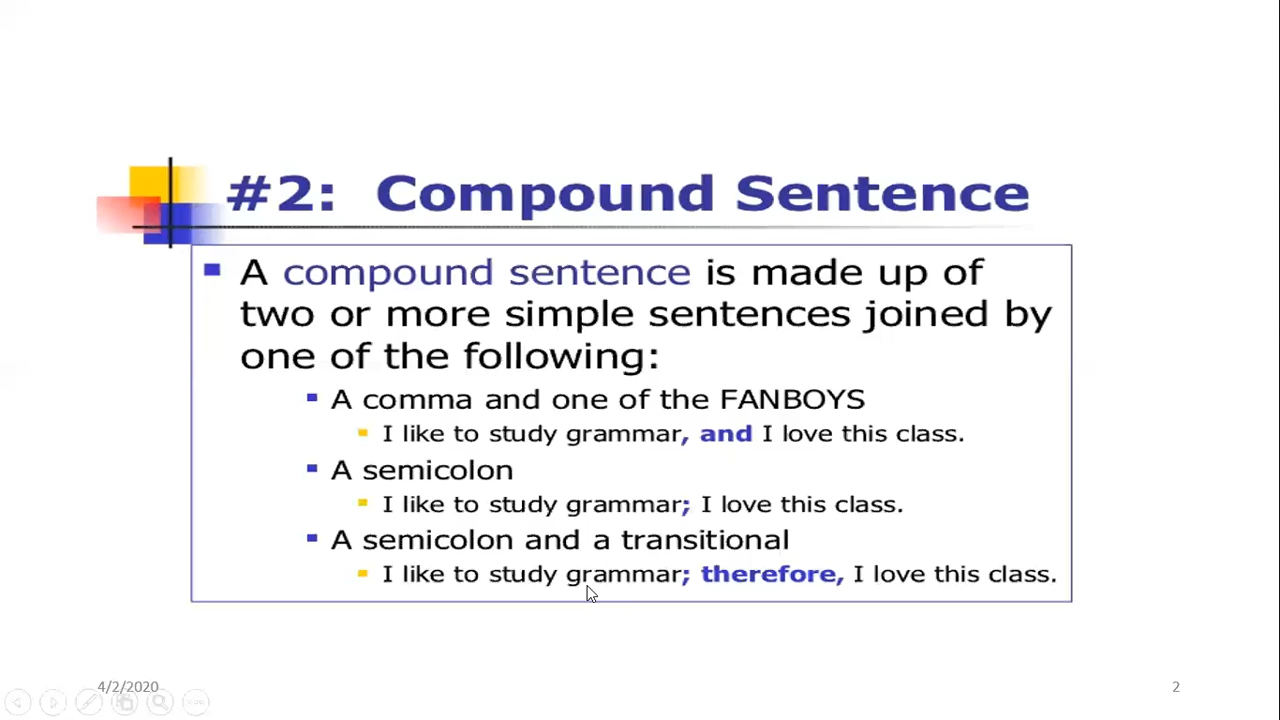 #2: Compound Sentence
A compound sentence is made up of
two or more simple sentences joined by
one of the following:
A comma and one of the FANBOYS
I like to study grammar, and I love this class.
A semicolon
I like to study grammar; I love this class.
A semicolon and a transitional
I like to study grammar; therefore, I love this class.
4/2/2020
2